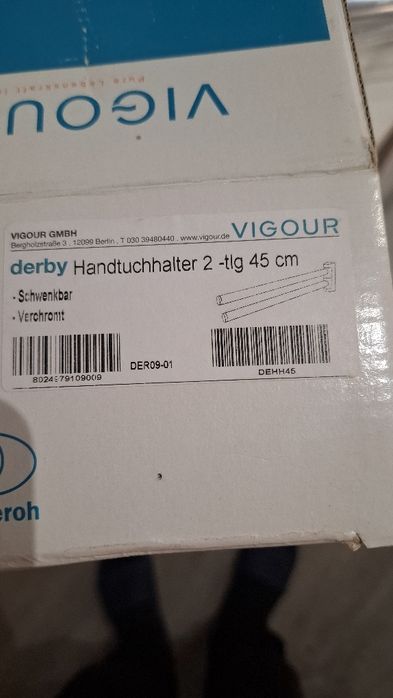 VIGOUR
VIGOUR GMBH
Bergholzstraße 3 . 12099 Berlin . T 030 39480440 . www.vigour.de
VIGOUR
derby Handtuchhalter 2 -tlg 45 cm
- Schwenkbar
- Verchromt
DER09-01
8024979109009
DEHH45
eroh